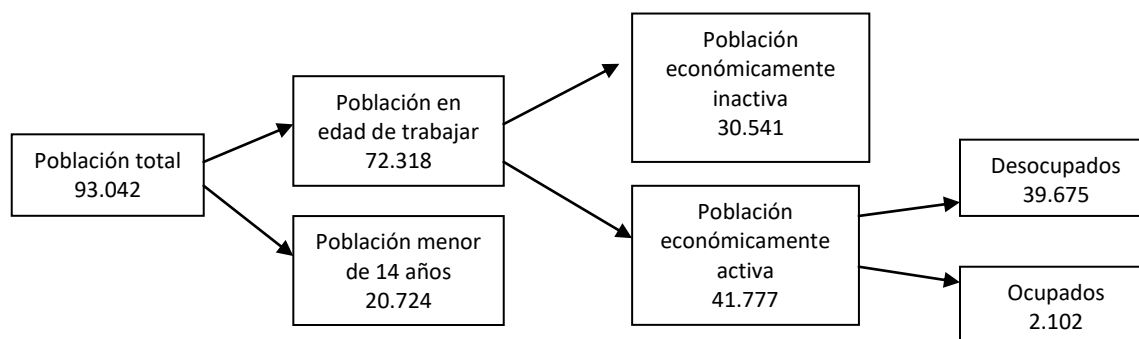 Población total
93.042
Población en
edad de trabajar
72.318
Población menor
de 14 años
20.724
Población
económicamente
inactiva
30.541
Población
económicamente
activa
41.777
Desocupados
39.675
Ocupados
2.102